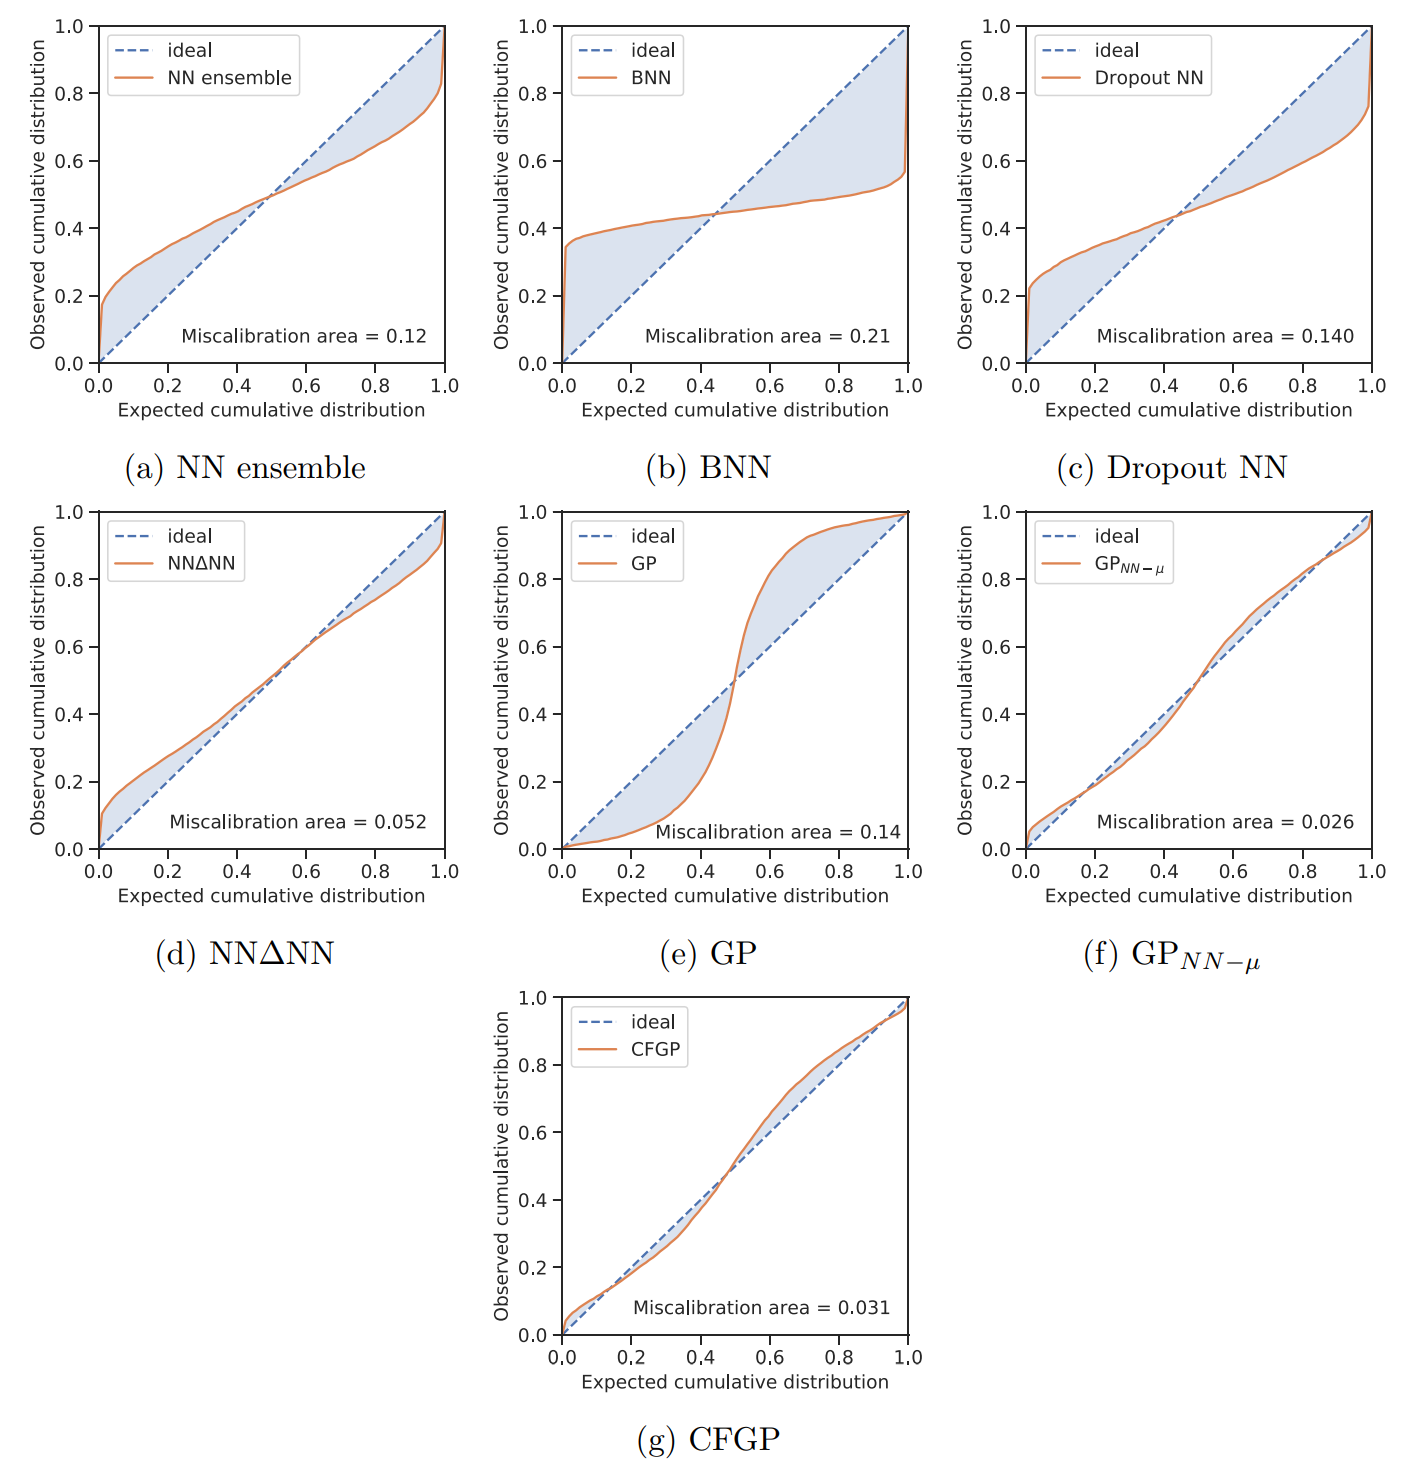 1.0
0.8
0.6
0.4
0.2
0.0
Observed cumulative distribution
ideal
NN ensemble
Miscalibration area = 0.12
0.0 0.2 0.4 0.6 0.8 1.0
Expected cumulative distribution
(a) NN ensemble
1.0
0.8
0.6
0.4
0.2
0.0
Observed cumulative distribution
ideal
BNN
Miscalibration area = 0.21
0.0 0.2 0.4 0.6 0.8 1.0
Expected cumulative distribution
(b) BNN
1.0
0.8
0.6
0.4
0.2
0.0
Observed cumulative distribution
ideal
Dropout NN
Miscalibration area = 0.140
0.0 0.2 0.4 0.6 0.8 1.0
Expected cumulative distribution
(c) Dropout NN
1.0
0.8
0.6
0.4
0.2
0.0
Observed cumulative distribution
ideal
NNΔNN
Miscalibration area = 0.052
0.0 0.2 0.4 0.6 0.8 1.0
Expected cumulative distribution
(d) NNΔNN
1.0
0.8
0.6
0.4
0.2
0.0
Observed cumulative distribution
ideal
GP
Miscalibration area = 0.14
0.0 0.2 0.4 0.6 0.8 1.0
Expected cumulative distribution
(e) GP
1.0
0.8
0.6
0.4
0.2
0.0
Observed cumulative distribution
ideal
GP_NN−μ
Miscalibration area = 0.026
0.0 0.2 0.4 0.6 0.8 1.0
Expected cumulative distribution
(f) GP_NN−μ
1.0
0.8
0.6
0.4
0.2
0.0
Observed cumulative distribution
ideal
CFGP
Miscalibration area = 0.031
0.0 0.2 0.4 0.6 0.8 1.0
Expected cumulative distribution
(g) CFGP